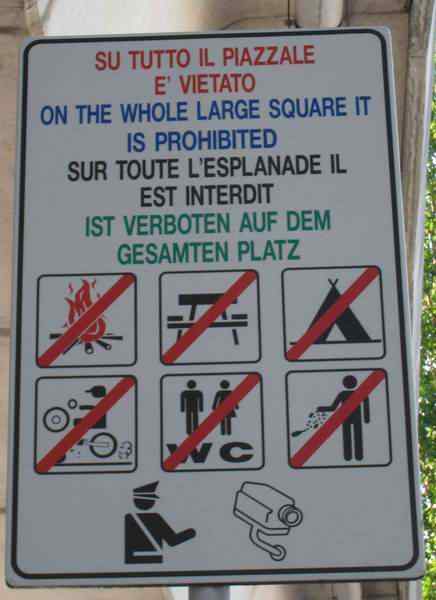 SU TUTTO IL PIAZZALE
E' VIETATO
ON THE WHOLE LARGE SQUARE IT
IS PROHIBITED
SUR TOUTE L'ESPLANADE IL
EST INTERDIT
IST VERBOTEN AUF DEM
GESAMTEN PLATZ
WC